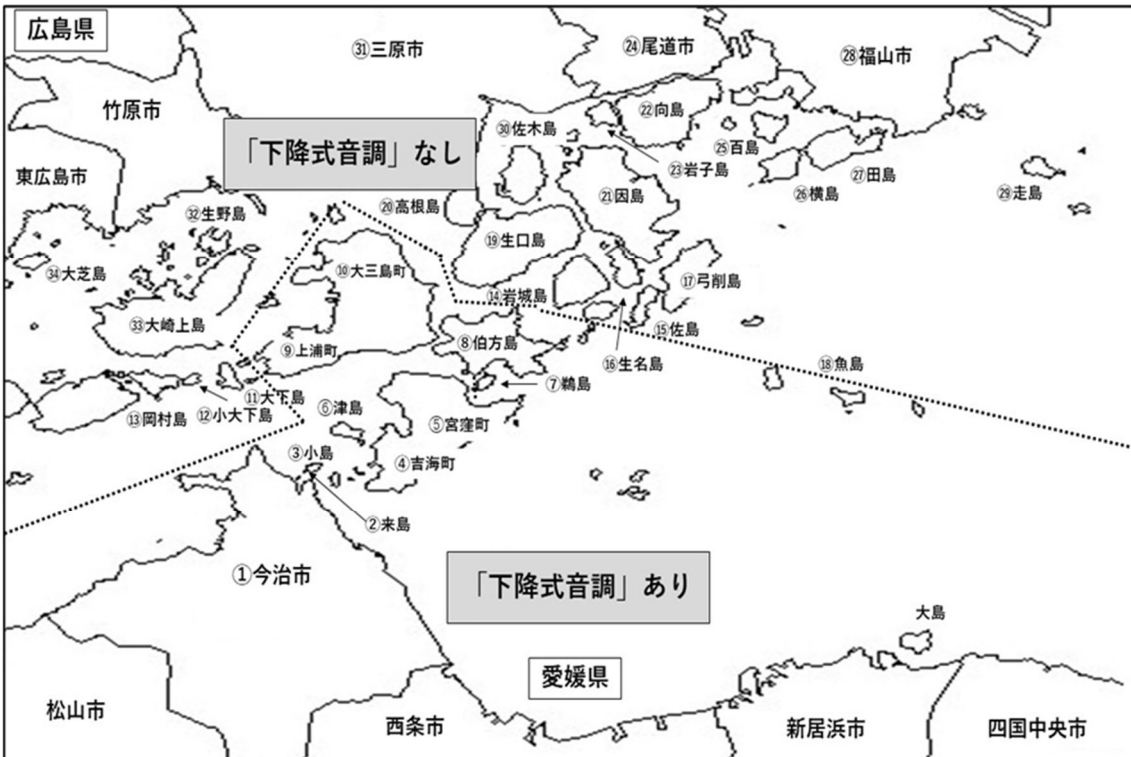 広島県
㉛三原市
㉔尾道市
㉘福山市
竹原市
㉒向島
㉚佐木島
「下降式音調」なし
㉕百島
㉓岩子島
東広島市
㉗田島
㉖横島
㉙走島
㉑因島
⑳高根島
㉜生野島
⑲生口島
㉞大芝島
⑩大三島町
⑰弓削島
⑭岩城島
㉝大崎上島
⑮佐島
⑧伯方島
⑨上浦町
⑯生名島
⑱魚島
⑦鵜島
⑪大下島
⑫小大下島
⑬岡村島
⑥津島
⑤宮窪町
③小島
④吉海町
②来島
①今治市
「下降式音調」あり
大島
愛媛県
松山市
西条市
新居浜市
四国中央市